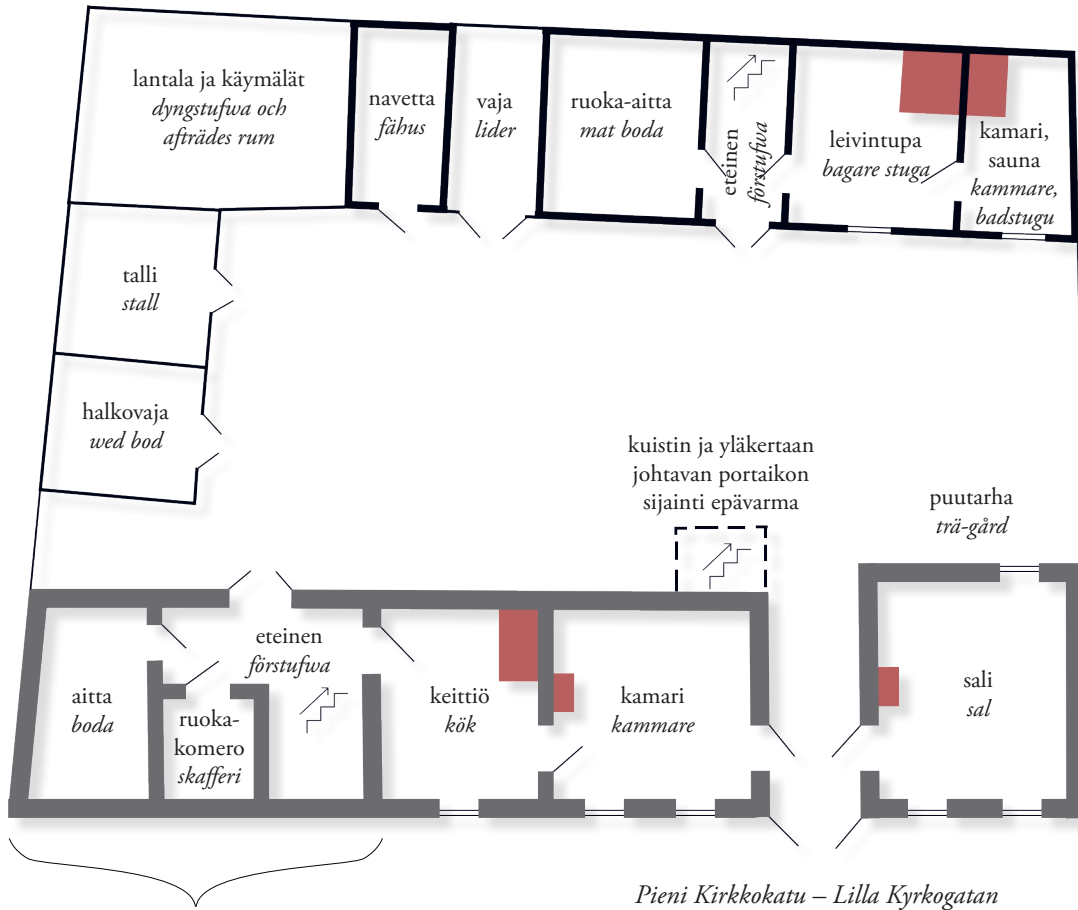 lantala ja käymälät
dyngstufwa och
afträdes rum
navetta
fähus
vaja
lider
ruoka-aitta
mat boda
eteinen
förstufwa
leivintupa
bagare stuga
kamari,
sauna
kammare,
badstugu
talli
stall
halkovaja
wed bod
kuistin ja yläkertaan
johtavan portaikon
sijainti epävarma
puutarha
trä-gård
aitta
boda
ruoka-
komero
skafferi
eteinen
förstufwa
keittiö
kök
kamari
kammare
sali
sal
Pieni Kirkkokatu – Lilla Kyrkogatan